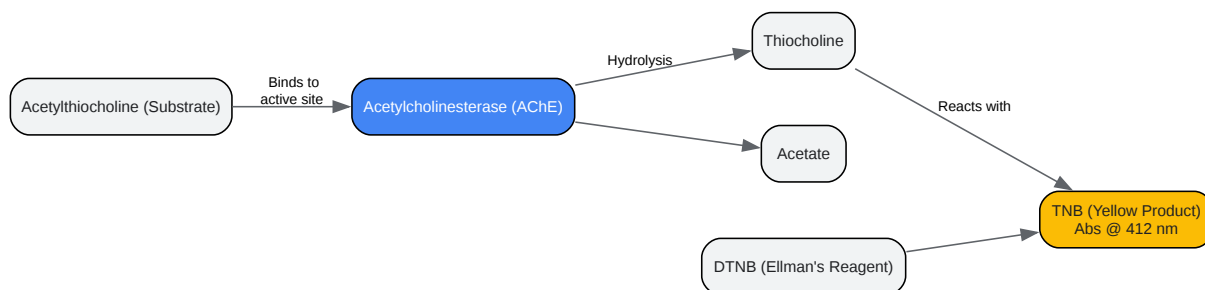 Acetylthiocholine (Substrate)
Binds to
active site
Acetylcholinesterase (AChE)
Hydrolysis
Thiocholine
Acetate
Reacts with
DTNB (Ellman's Reagent)
TNB (Yellow Product)
Abs @ 412 nm